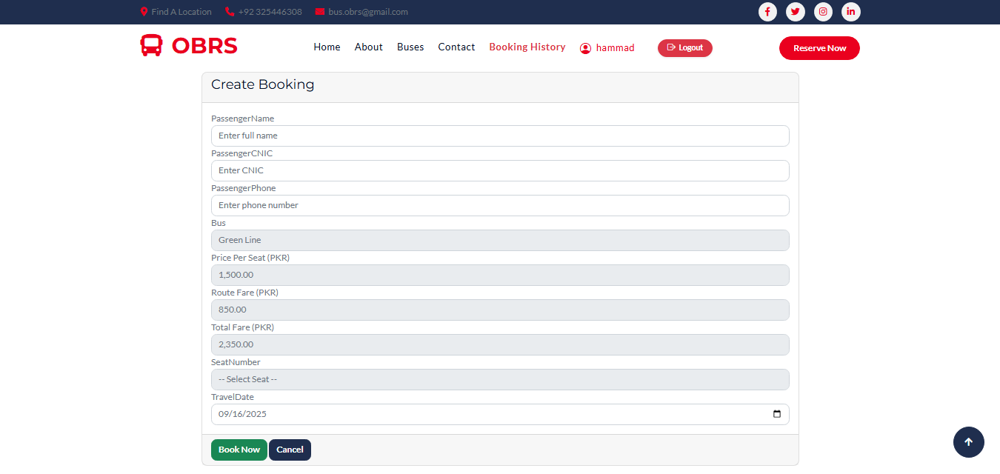 Find A Location +92 325446308 bus.obrs@gmail.com
OBRS Home About Buses Contact Booking History hammad Logout Reserve Now
Create Booking
PassengerName
Enter full name
PassengerCNIC
Enter CNIC
PassengerPhone
Enter phone number
Bus
Green Line
Price Per Seat (PKR)
1,500.00
Route Fare (PKR)
850.00
Total Fare (PKR)
2,350.00
SeatNumber
-- Select Seat --
TravelDate
09/16/2025
Book Now Cancel